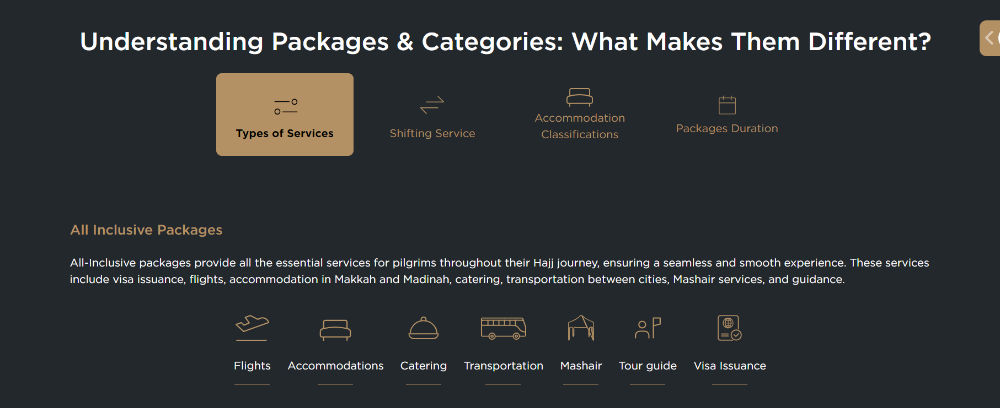 Understanding Packages & Categories: What Makes Them Different?
Types of Services
Shifting Service
Accommodation
Classifications
Packages Duration
All Inclusive Packages
All-Inclusive packages provide all the essential services for pilgrims throughout their Hajj journey, ensuring a seamless and smooth experience. These services
include visa issuance, flights, accommodation in Makkah and Madinah, catering, transportation between cities, Mashair services, and guidance.
Flights
Accommodations
Catering
Transportation
Mashair
Tour guide
Visa Issuance